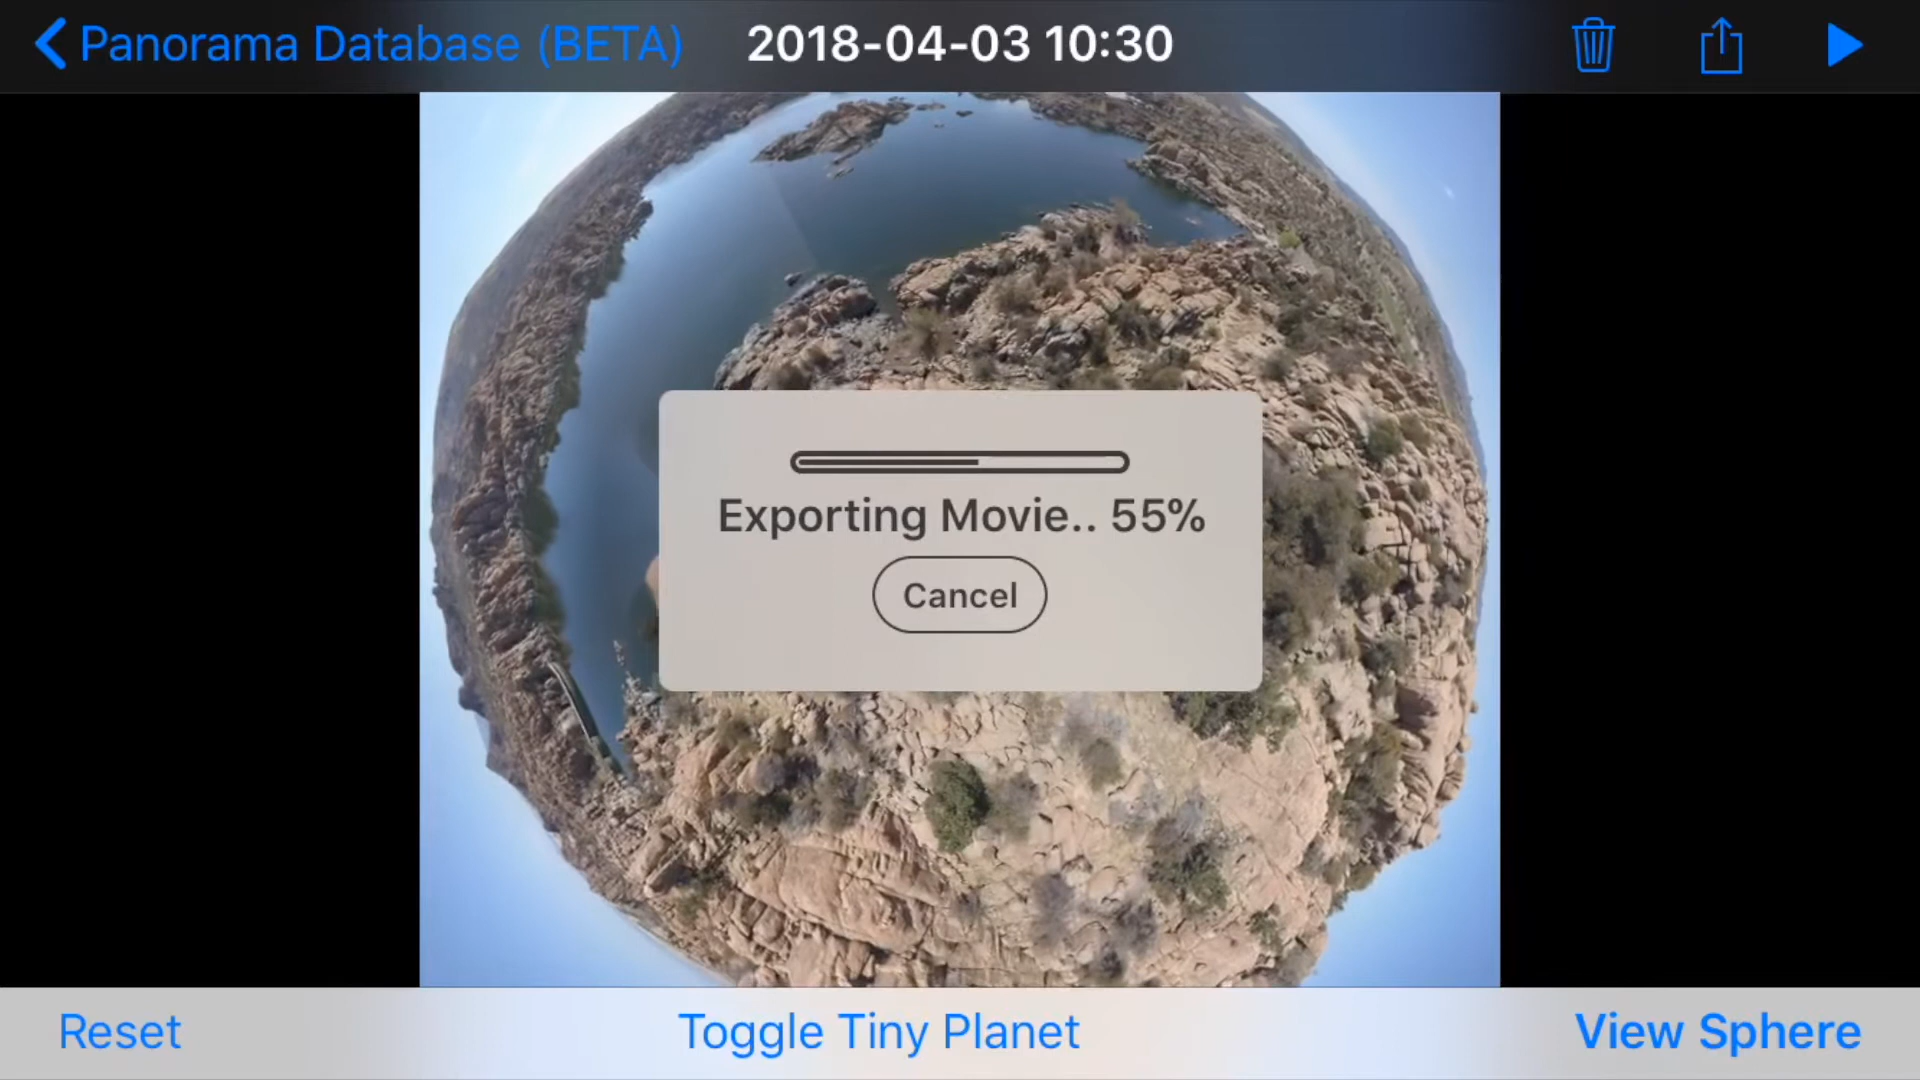 Panorama Database (BETA)
2018-04-03 10:30
Exporting Movie.. 55%
Cancel
Reset
Toggle Tiny Planet
View Sphere